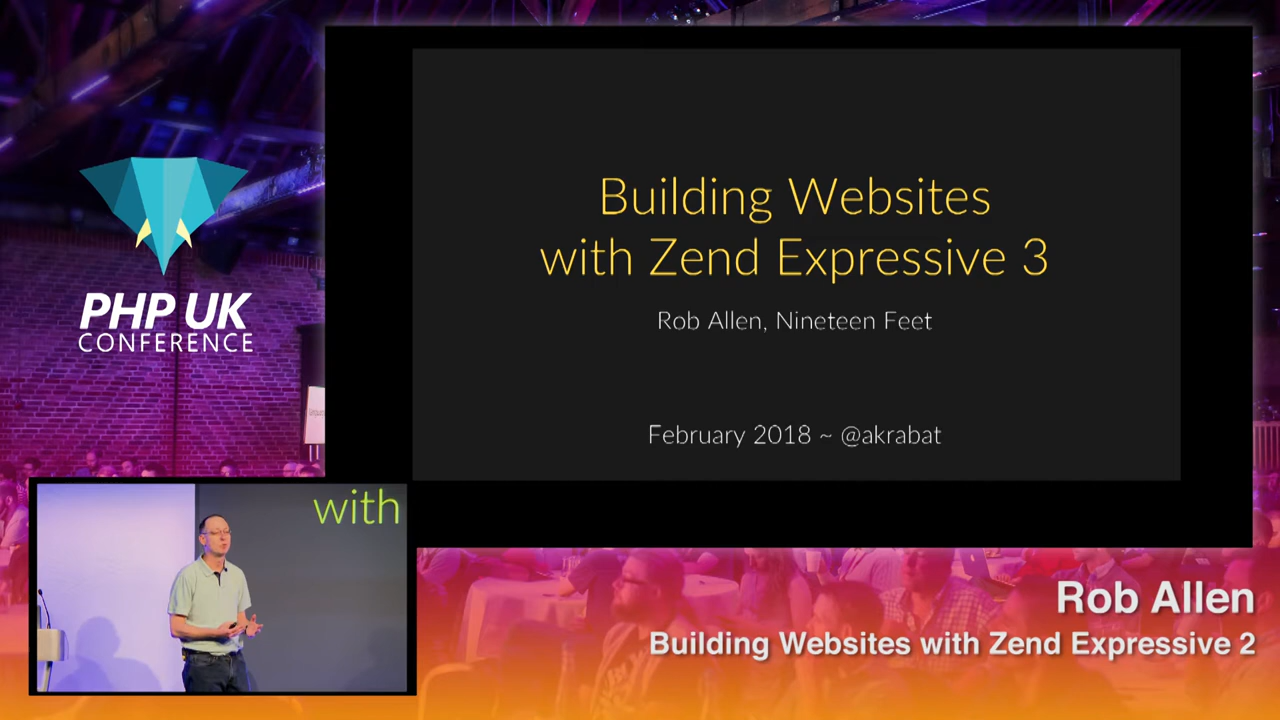 Building Websites
with Zend Expressive 3
Rob Allen, Nineteen Feet
February 2018 ~ @akrabat
PHP UK
CONFERENCE
with
Rob Allen
Building Websites with Zend Expressive 2